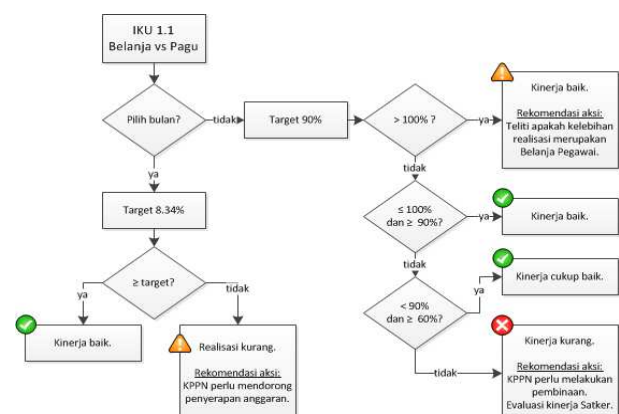 IKU 1.1
Belanja vs Pagu
Pilih bulan?
tidak
Target 90%
> 100% ?
ya
Kinerja baik.
Rekomendasi aksi:
Teliti apakah kelebihan
realisasi merupakan
Belanja Pegawai.
ya
tidak
Target 8.34%
≤ 100%
dan ≥ 90%?
ya
Kinerja baik.
tidak
≥ target?
ya
tidak
< 90%
dan ≥ 60%?
ya
Kinerja cukup baik.
Kinerja baik.
Realisasi kurang.
Rekomendasi aksi:
KPPN perlu mendorong
penyerapan anggaran.
tidak
Kinerja kurang.
Rekomendasi aksi:
KPPN perlu melakukan
pembinaan.
Evaluasi kinerja Satker.